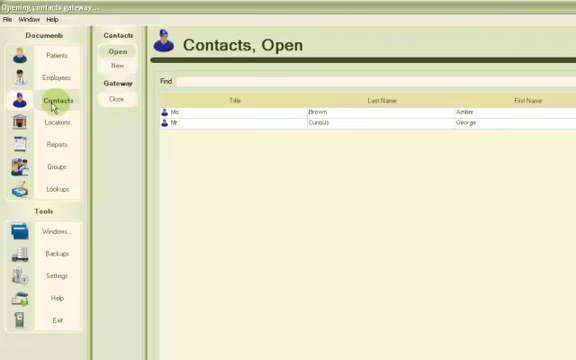 Opening contacts gateway...
File Window Help
Documents
Patients
Employees
Contacts
Locations
Reports
Groups
Lookups
Tools
Windows...
Backups
Settings
Help
Exit
Contacts
Open
New
Gateway
Close
Contacts, Open
Find
Title Last Name First Name
Ms. Brown Amber
Mr. Curious George